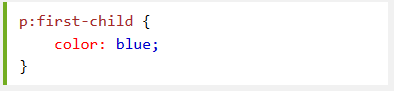 p:first-child {
    color: blue;
}